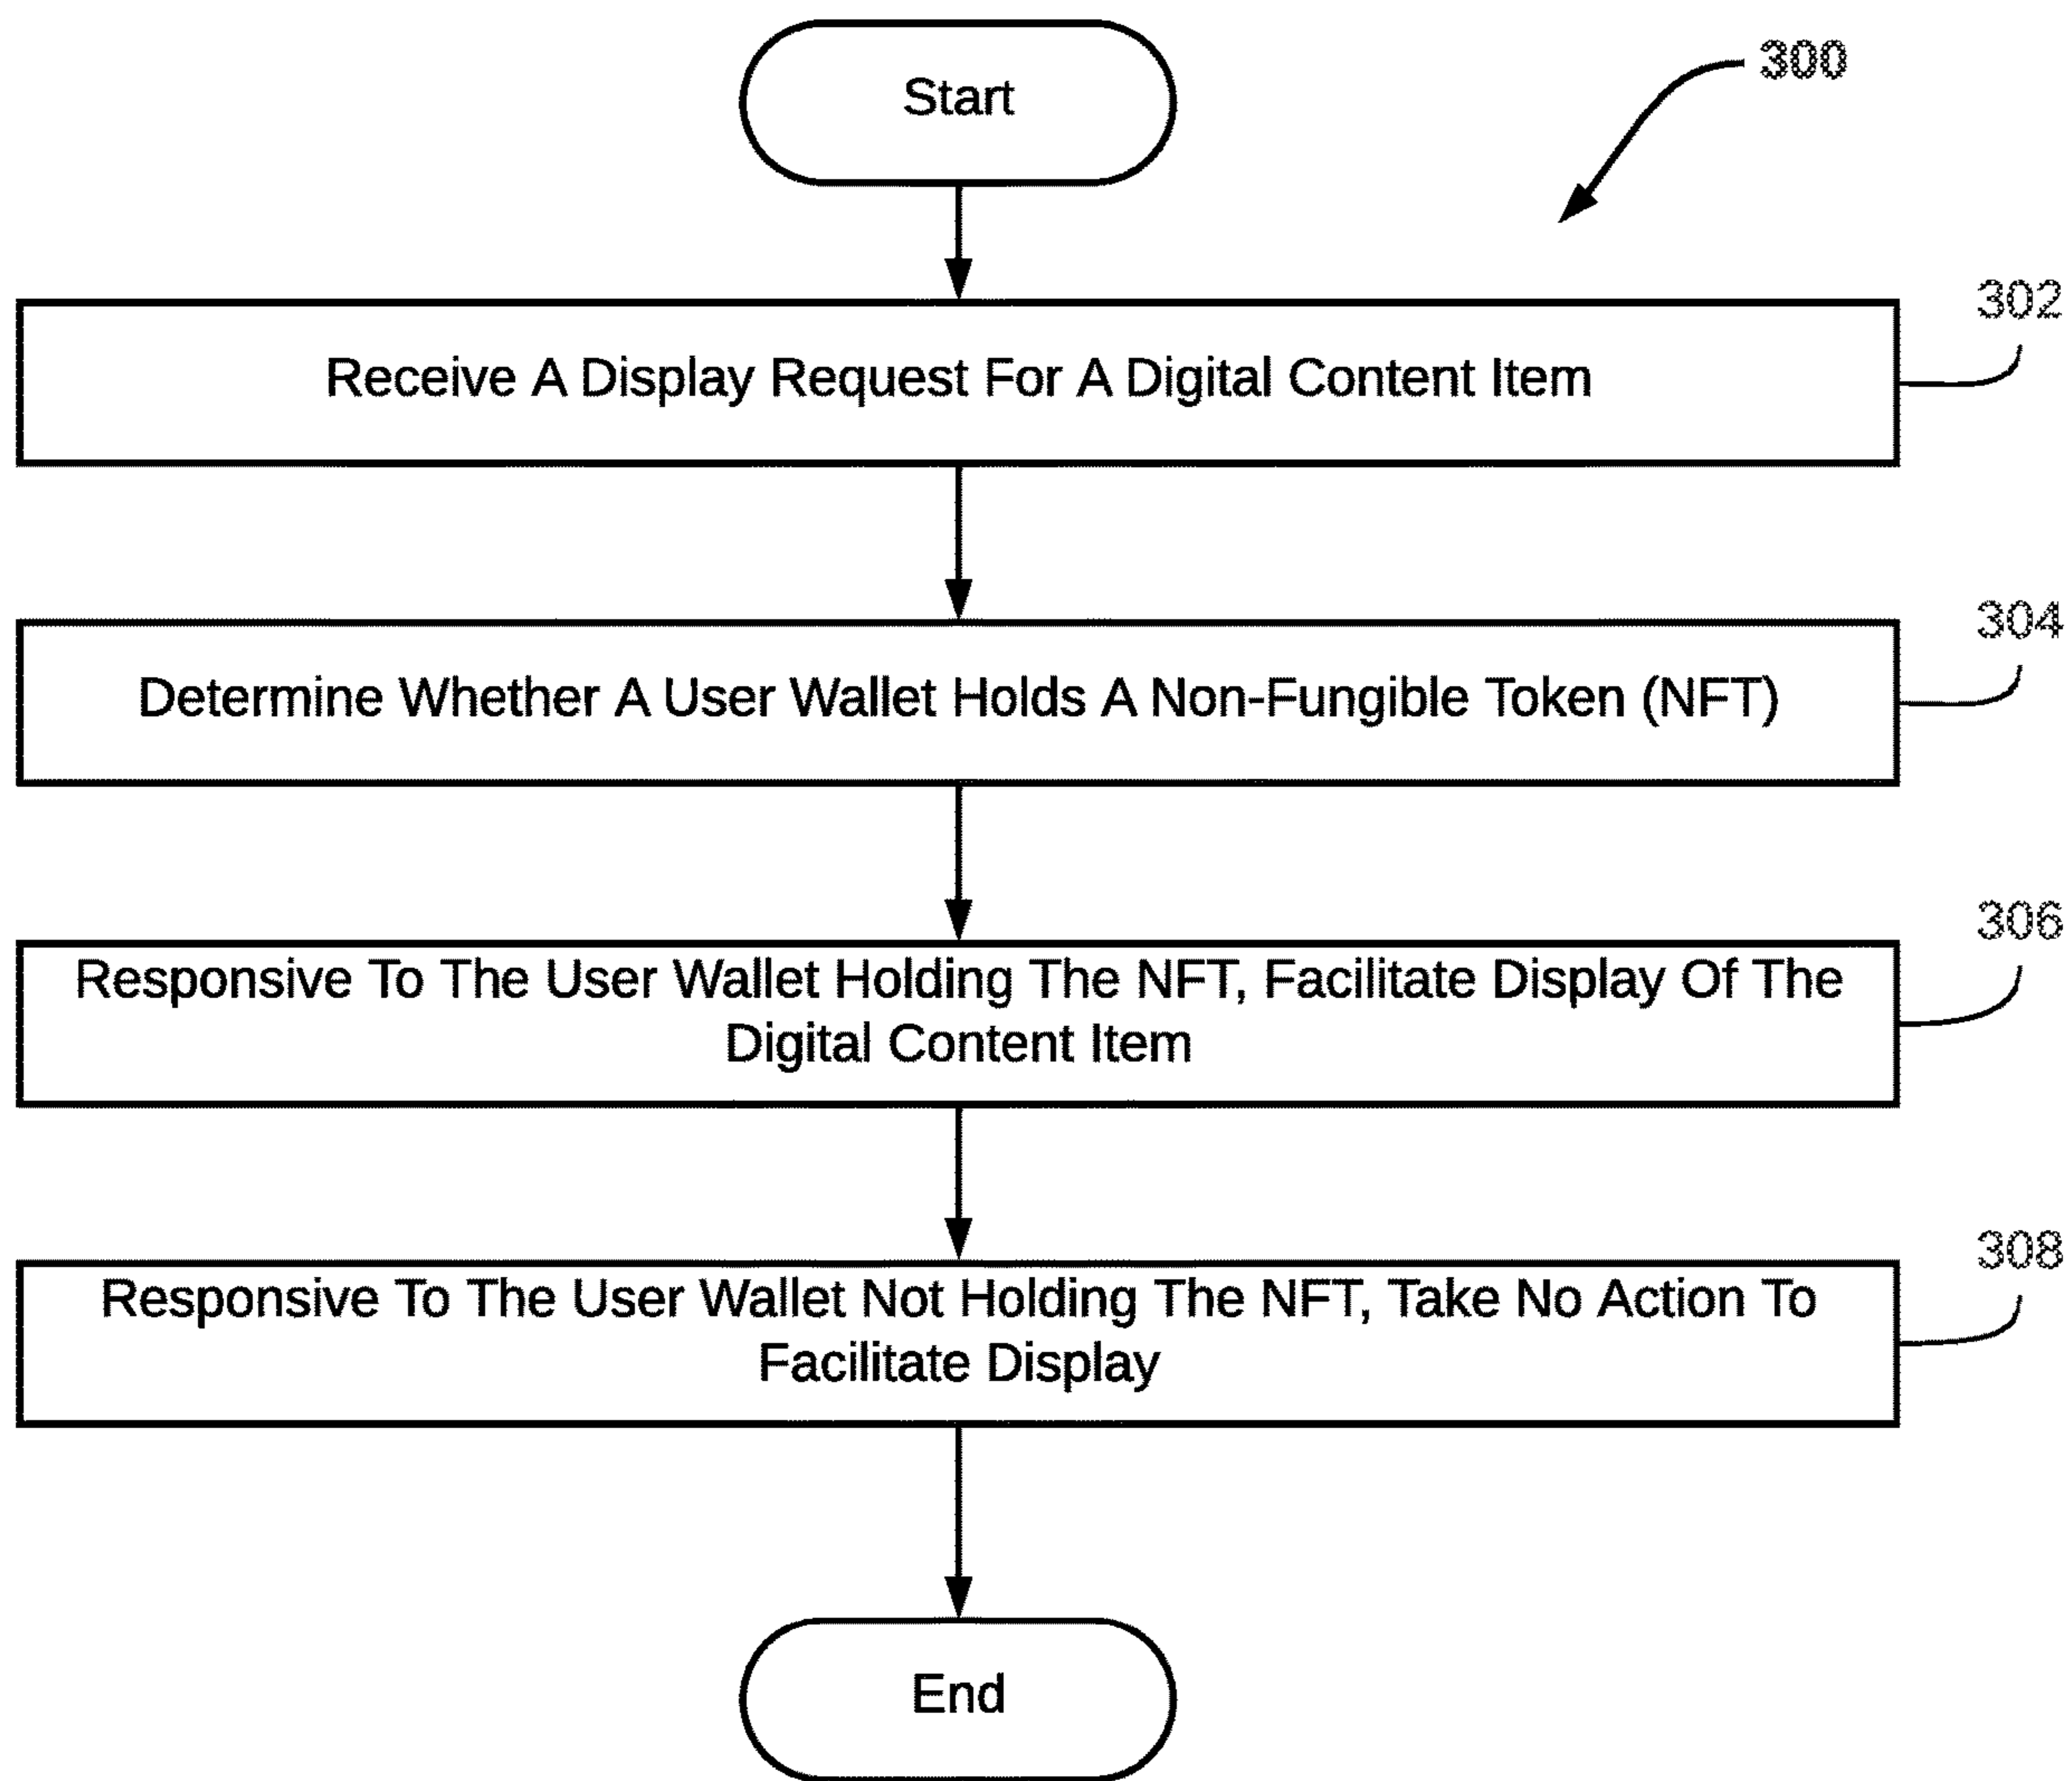 Start
300
302
Receive A Display Request For A Digital Content Item
304
Determine Whether A User Wallet Holds A Non-Fungible Token (NFT)
306
Responsive To The User Wallet Holding The NFT, Facilitate Display Of The
Digital Content Item
308
Responsive To The User Wallet Not Holding The NFT, Take No Action To
Facilitate Display
End